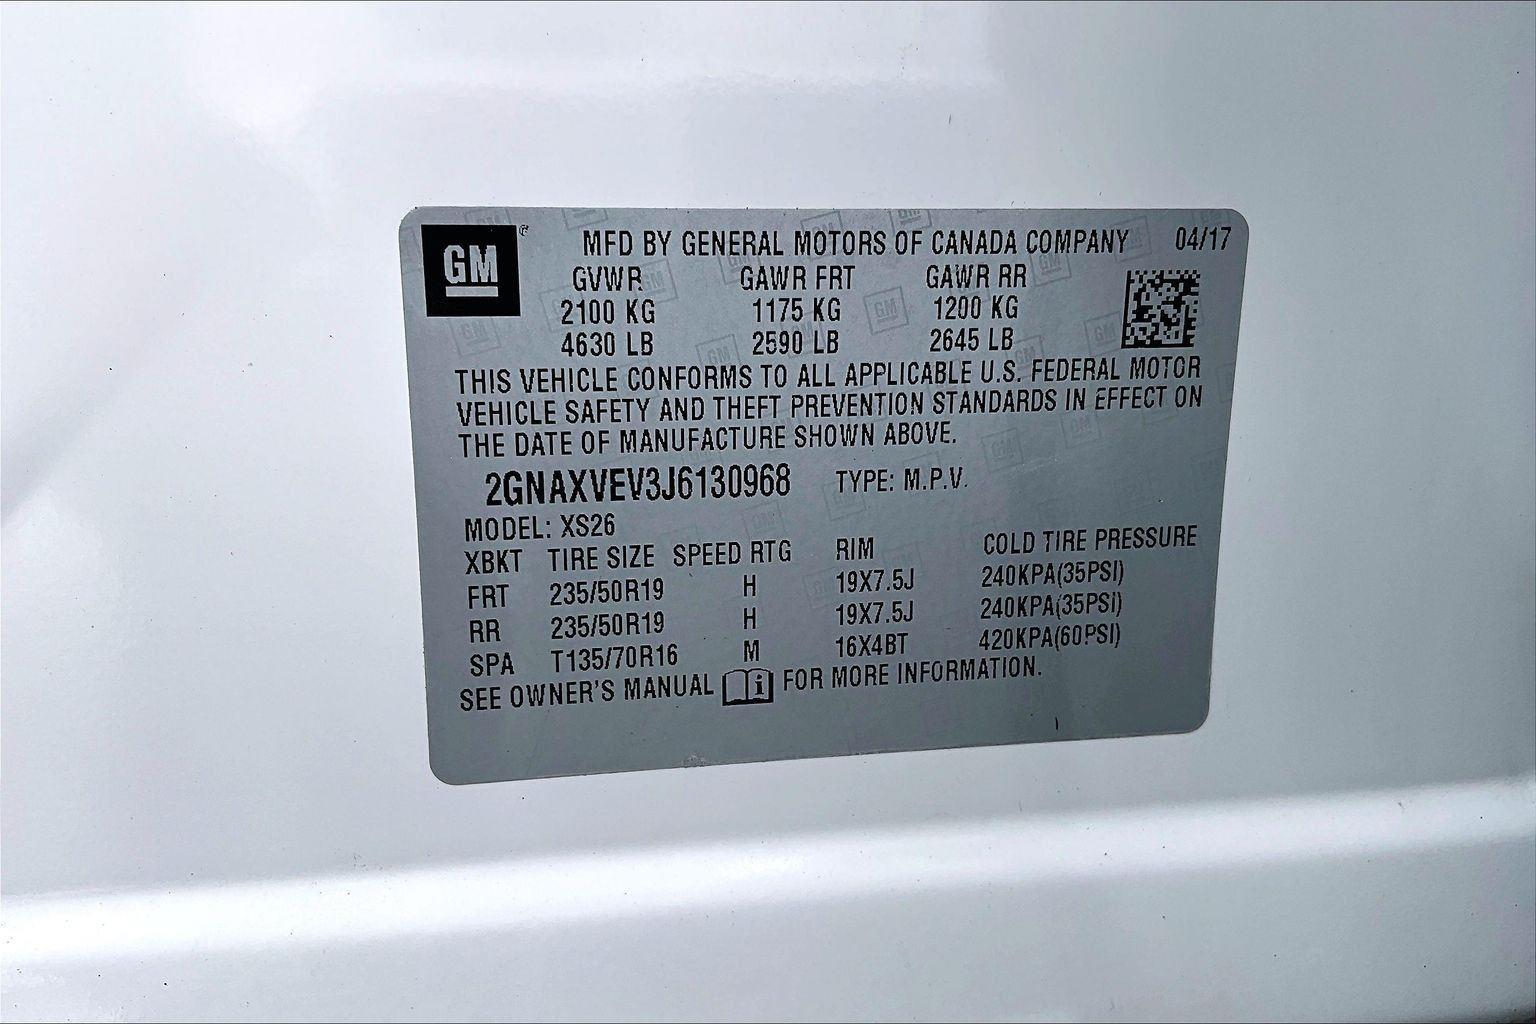 GM
MFD BY GENERAL MOTORS OF CANADA COMPANY 04/17
GVWR GAWR FRT GAWR RR
2100 KG 1175 KG 1200 KG
4630 LB 2590 LB 2645 LB
THIS VEHICLE CONFORMS TO ALL APPLICABLE U.S. FEDERAL MOTOR
VEHICLE SAFETY AND THEFT PREVENTION STANDARDS IN EFFECT ON
THE DATE OF MANUFACTURE SHOWN ABOVE.
2GNAXVEV3J6130968 TYPE: M.P.V.
MODEL: XS26
XBKT TIRE SIZE SPEED RTG RIM COLD TIRE PRESSURE
FRT 235/50R19 H 19X7.5J 240KPA(35PSI)
RR 235/50R19 H 19X7.5J 240KPA(35PSI)
SPA T135/70R16 M 16X4BT 420KPA(60PSI)
SEE OWNER'S MANUAL i FOR MORE INFORMATION.